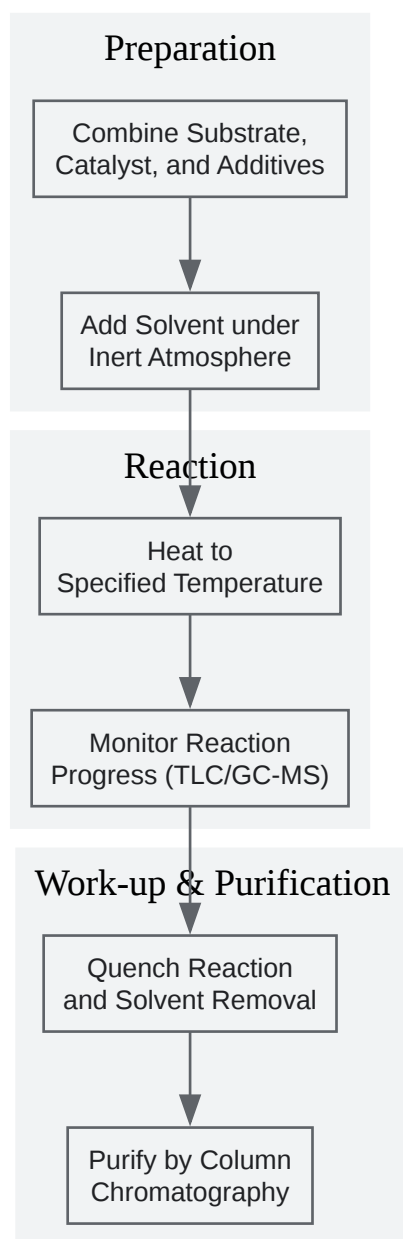 Preparation
Combine Substrate,
Catalyst, and Additives
Add Solvent under
Inert Atmosphere
Reaction
Heat to
Specified Temperature
Monitor Reaction
Progress (TLC/GC-MS)
Work-up & Purification
Quench Reaction
and Solvent Removal
Purify by Column
Chromatography